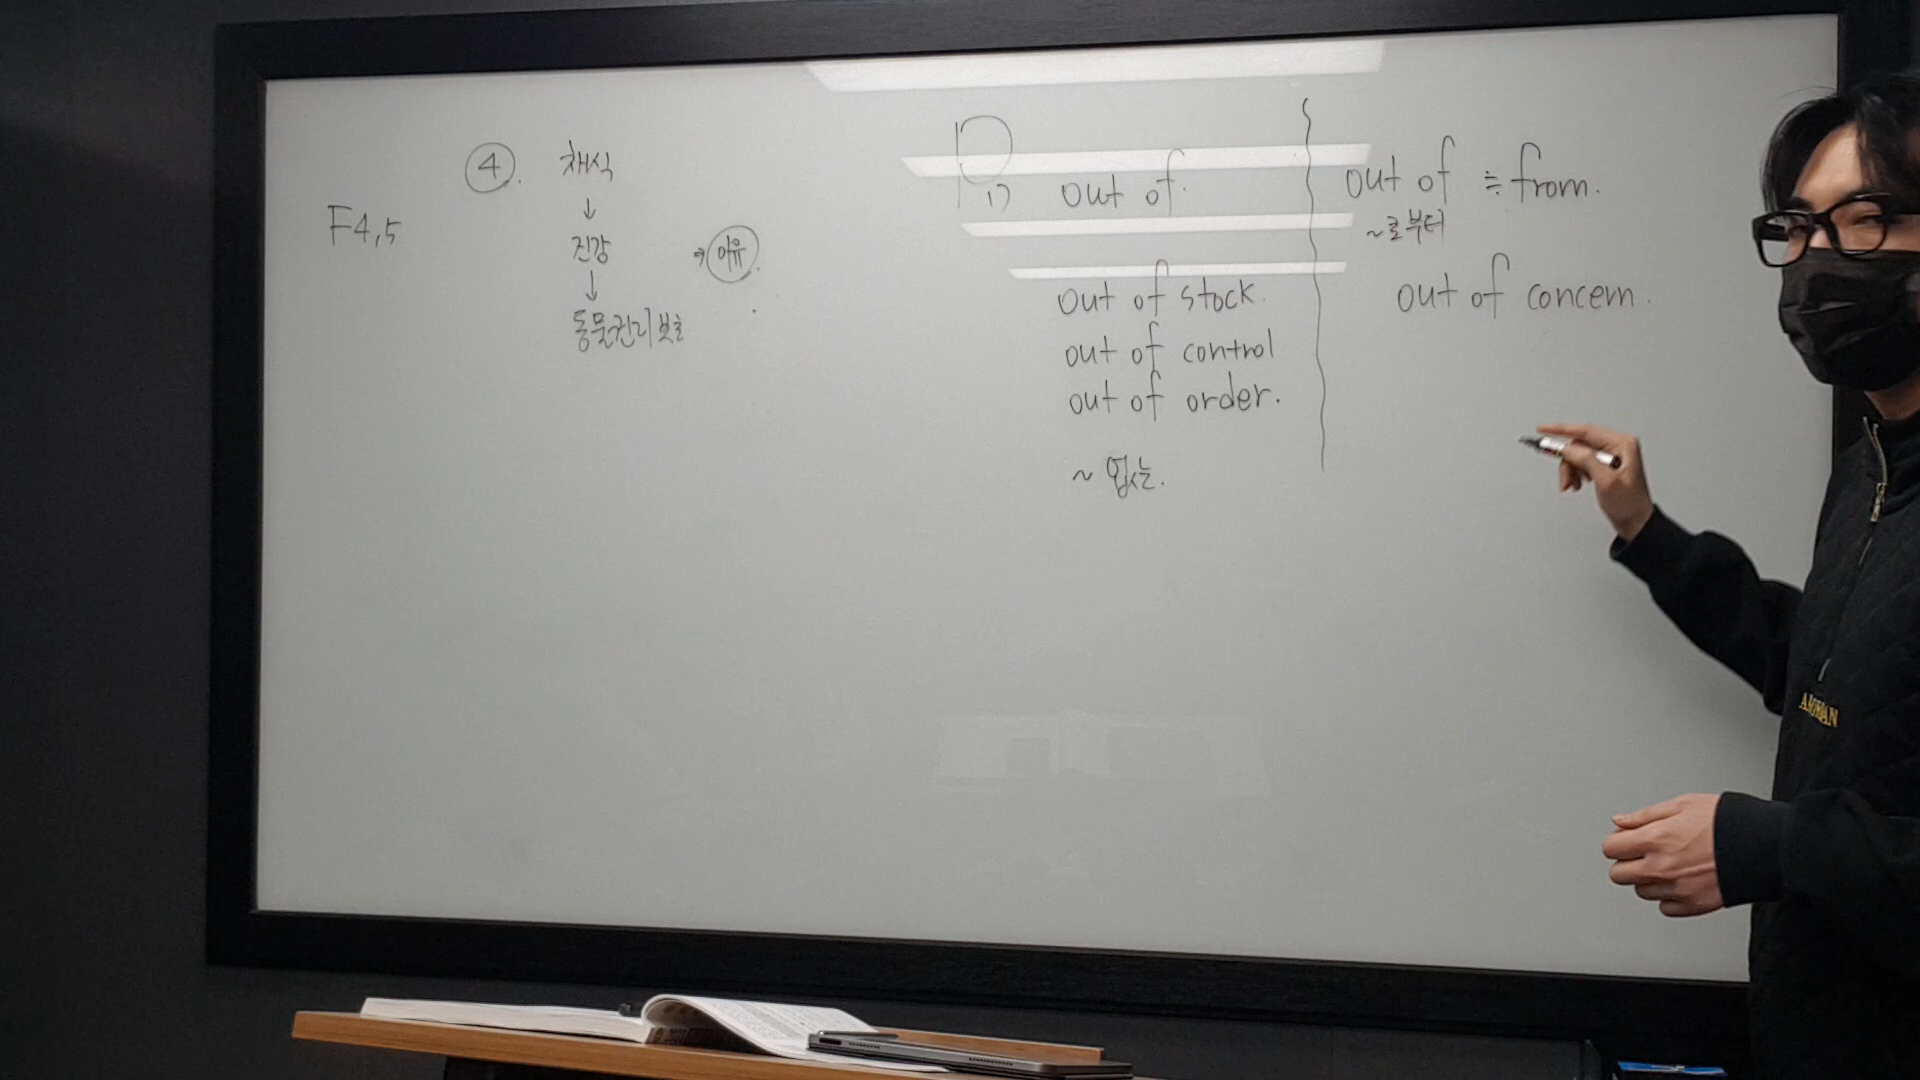 F4,5
④. 채식
↓
건강
↓
동물권리보호
⇒ 이유.
17 out of.
out of stock.
out of control
out of order.
~ 없는.
out of ≒ from.
~로부터
out of concern.